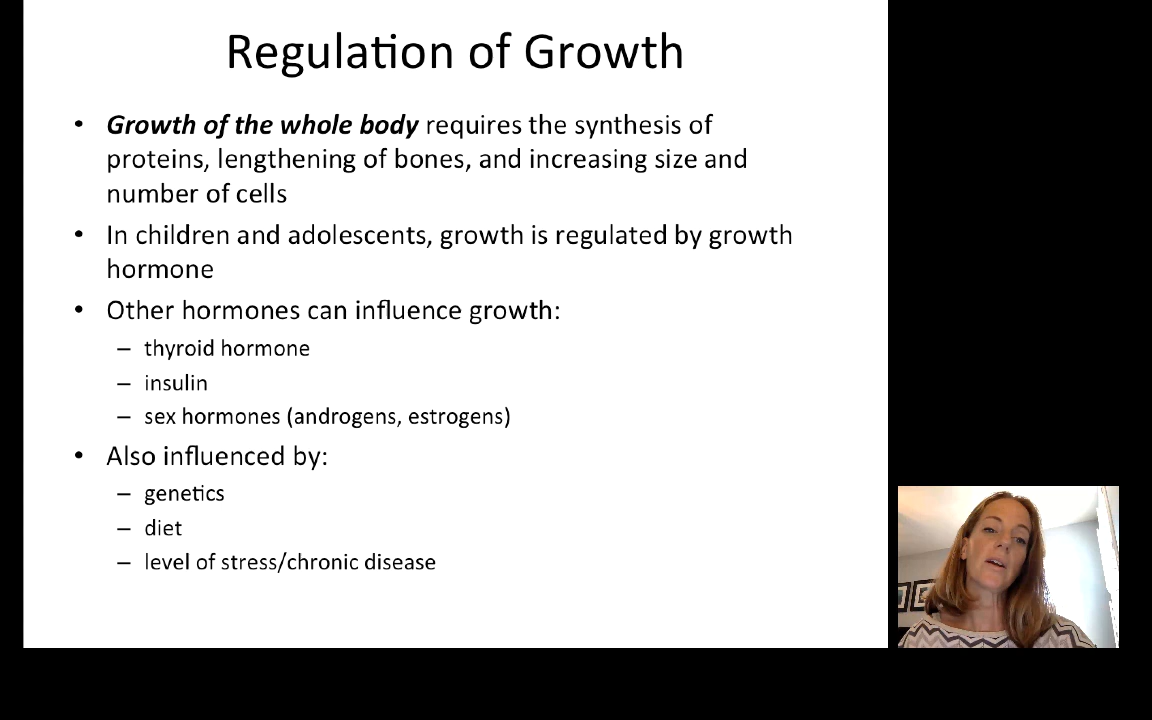 Regulation of Growth
• Growth of the whole body requires the synthesis of
proteins, lengthening of bones, and increasing size and
number of cells
• In children and adolescents, growth is regulated by growth
hormone
• Other hormones can influence growth:
– thyroid hormone
– insulin
– sex hormones (androgens, estrogens)
• Also influenced by:
– genetics
– diet
– level of stress/chronic disease